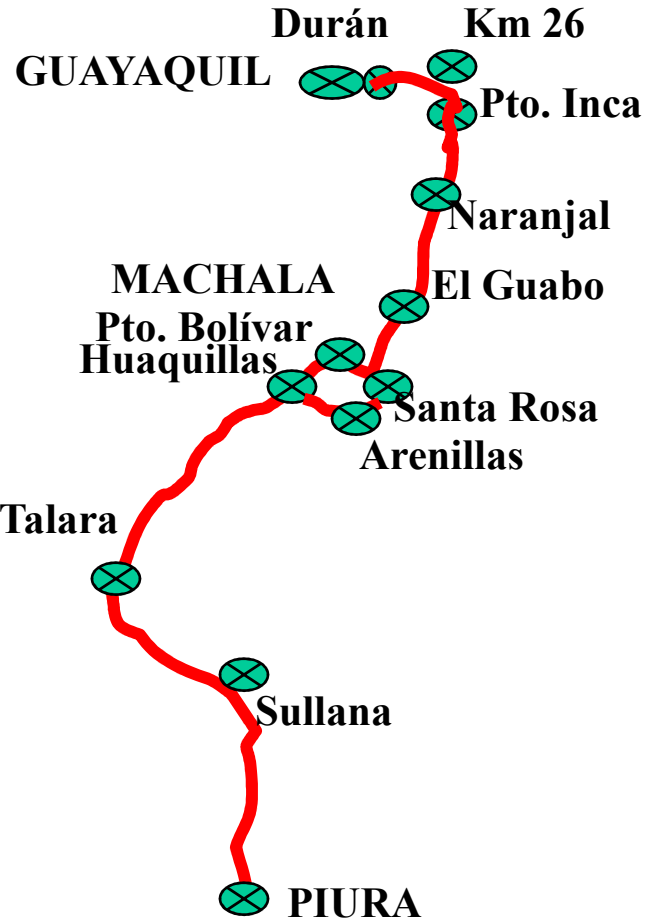 Durán
Km 26
GUAYAQUIL
Pto. Inca
Naranjal
El Guabo
MACHALA
Pto. Bolívar
Huaquillas
Santa Rosa
Arenillas
Talara
Sullana
PIURA